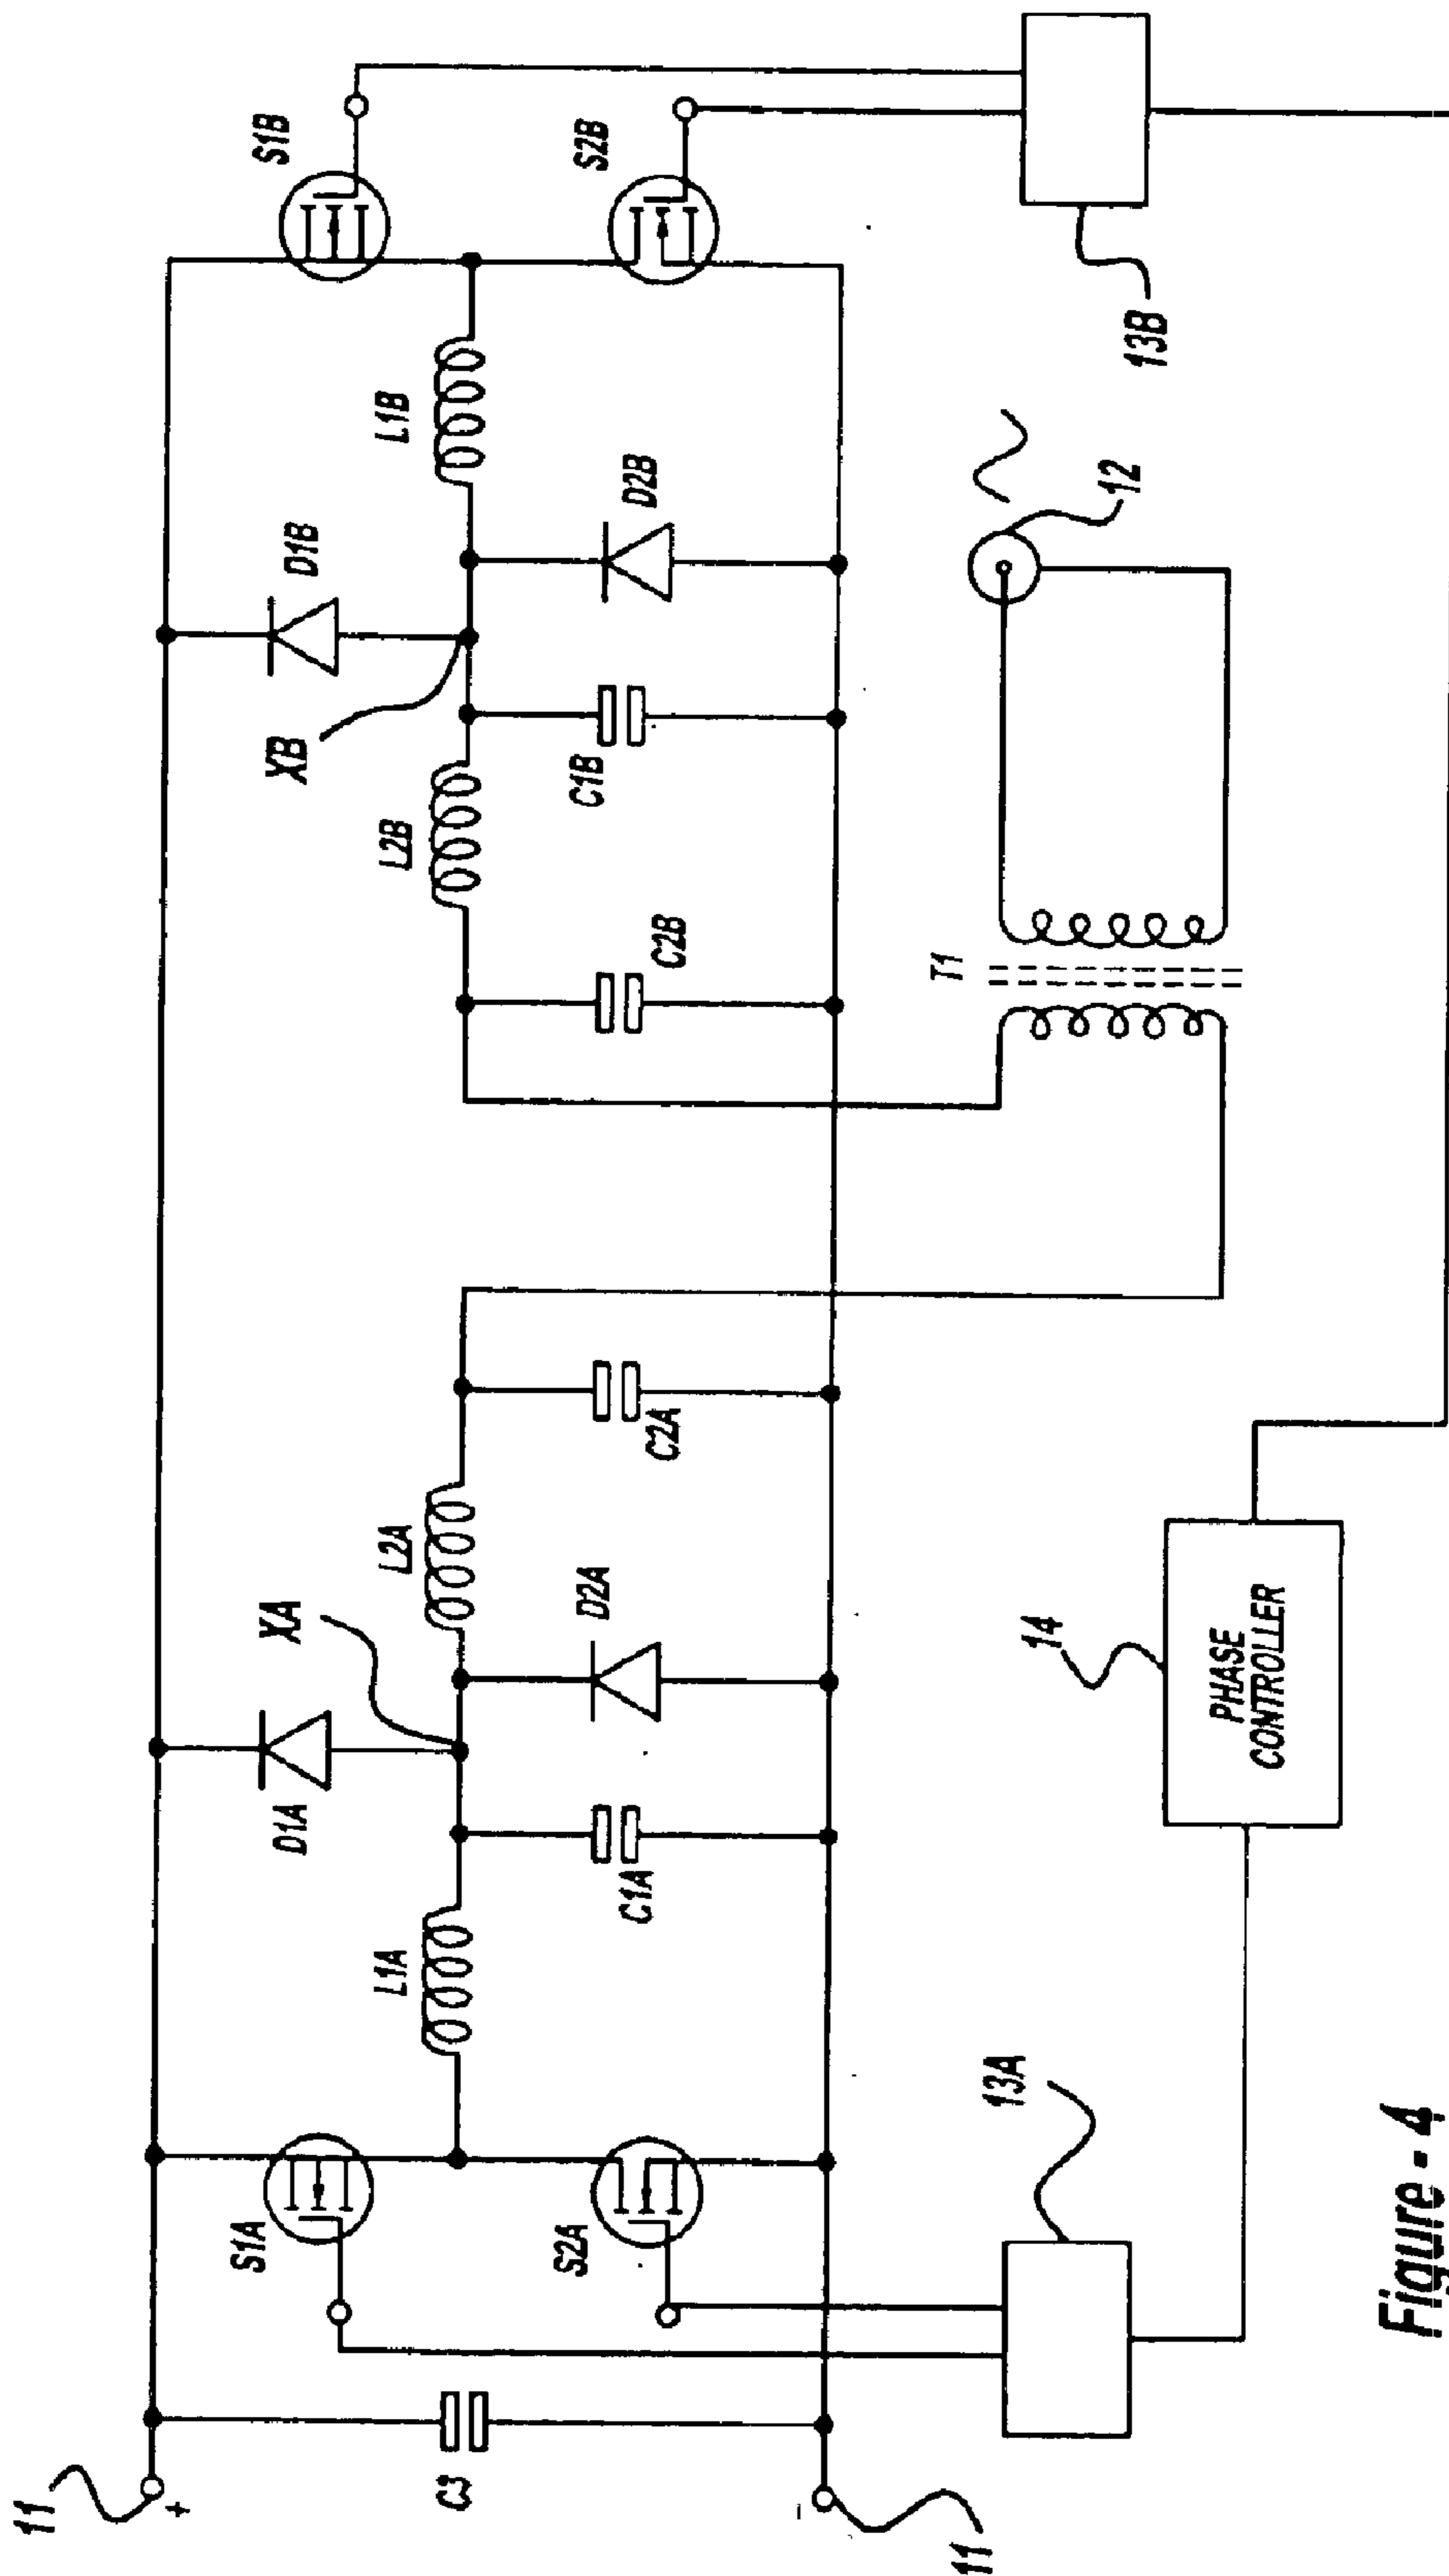 11
+
C3
-
11
S1A
S2A
13A
L1A
D1A
C1A
XA
L2A
D2A
C2A
14
PHASE
CONTROLLER
T1
C2B
L2B
C1B
XB
D1B
D2B
L1B
12
13B
S1B
S2B
Figure - 4